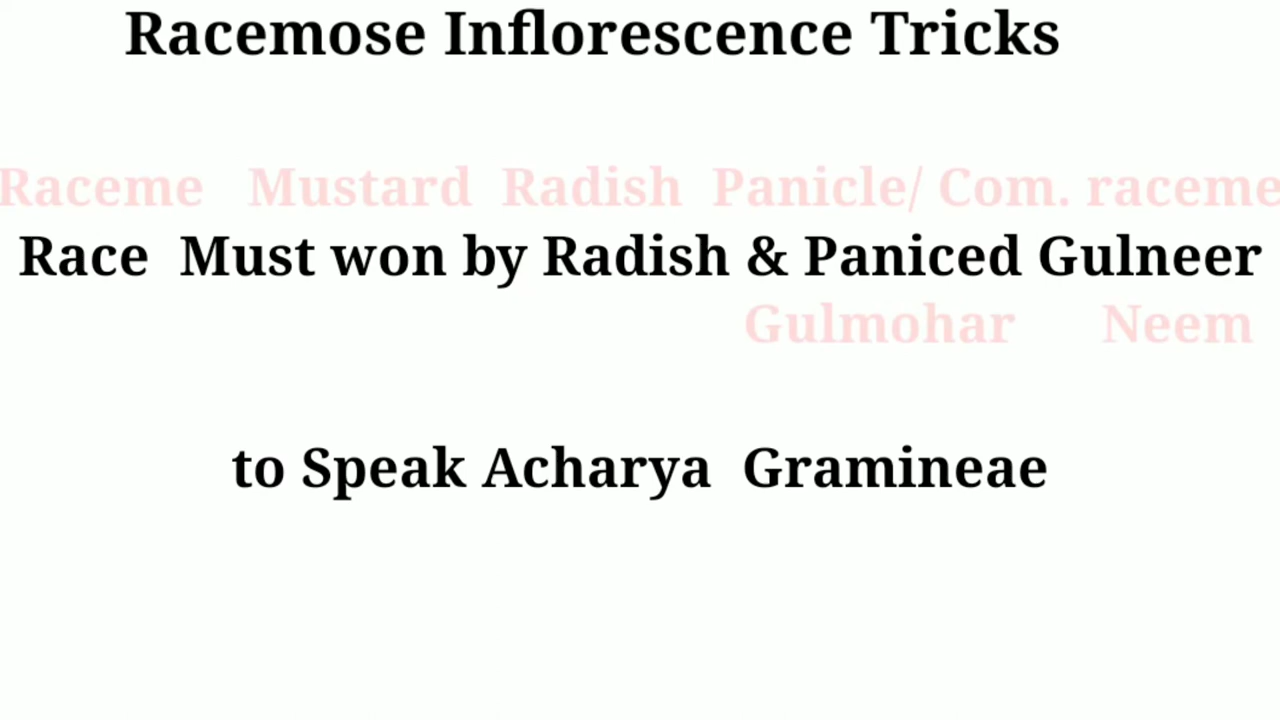 Racemose Inflorescence Tricks
Raceme Mustard Radish Panicle/ Com. raceme
Race Must won by Radish & Paniced Gulneer
Gulmohar Neem
to Speak Acharya Gramineae